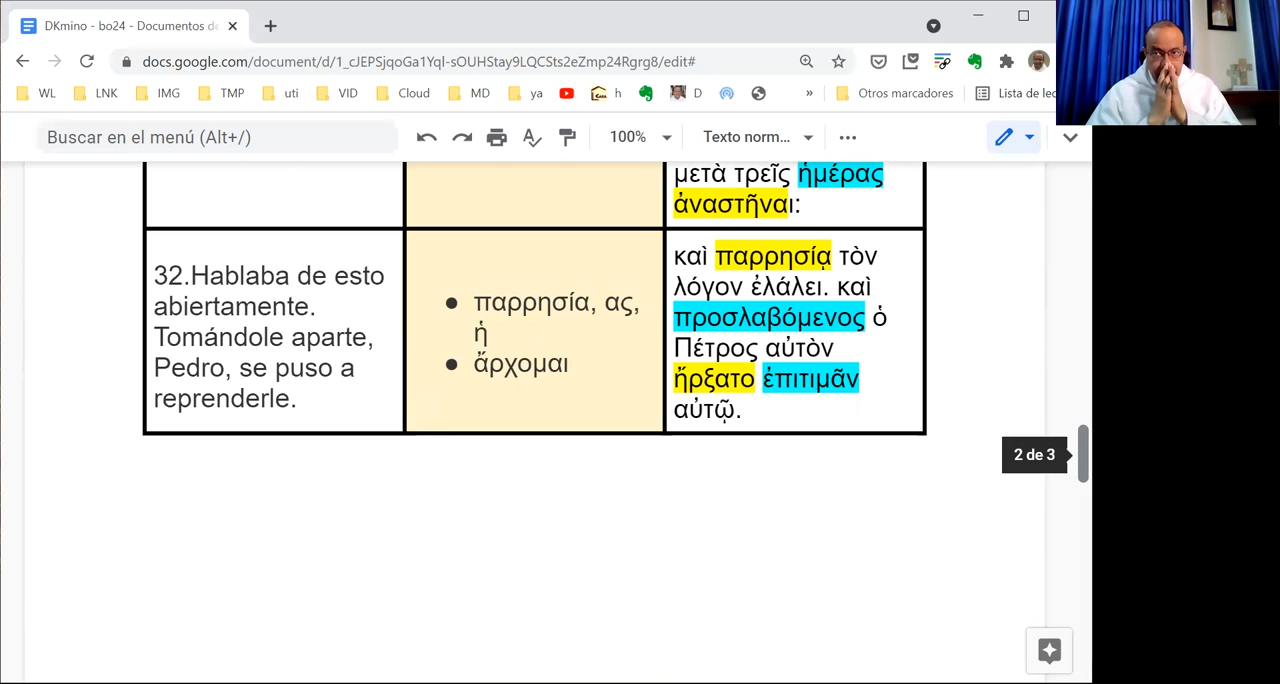 DKmino - bo24 - Documentos de
docs.google.com/document/d/1_cJEPSjqoGa1YqI-sOUHStay9LQCSts2eZmp24Rgrg8/edit#
WL LNK IMG TMP uti VID Cloud MD ya h D » Otros marcadores Lista de lec
Buscar en el menú (Alt+/) 100% Texto norm...
μετὰ τρεῖς ἡμέρας
ἀναστῆναι:
32.Hablaba de esto
abiertamente.
Tomándole aparte,
Pedro, se puso a
reprenderle.
● παρρησία, ας,
ἡ
● ἄρχομαι
καὶ παρρησίᾳ τὸν
λόγον ἐλάλει. καὶ
προσλαβόμενος ὁ
Πέτρος αὐτὸν
ἤρξατο ἐπιτιμᾶν
αὐτῷ.
2 de 3